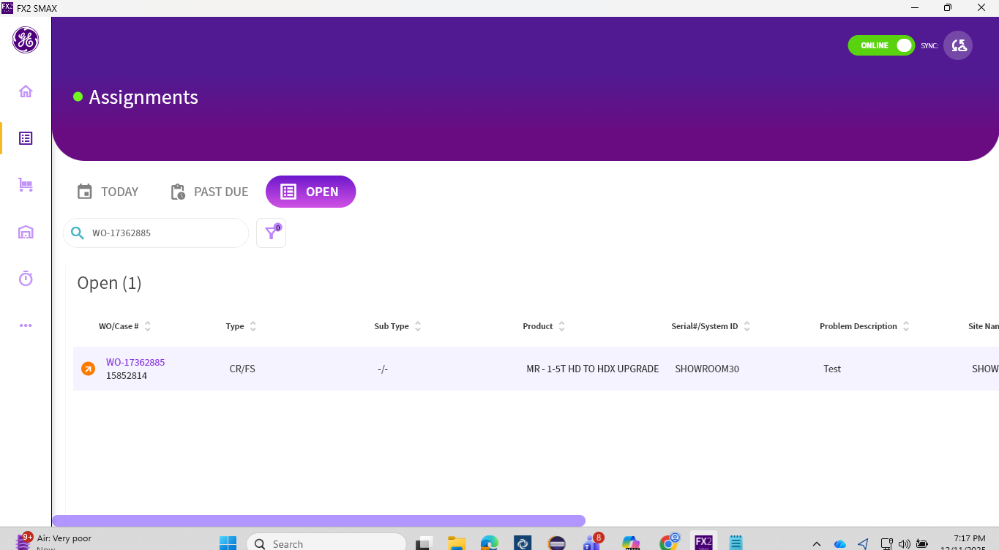 FX2 FX2 SMAX
ONLINE SYNC:
Assignments
TODAY PAST DUE OPEN
WO-17362885 0
Open (1)
WO/Case # Type Sub Type Product Serial#/System ID Problem Description Site Nam
WO-17362885
15852814 CR/FS -/- MR - 1-5T HD TO HDX UPGRADE SHOWROOM30 Test SHOW
9+ Air: Very poor
Now
Search 8 FX2 7:17 PM
12/11/2025